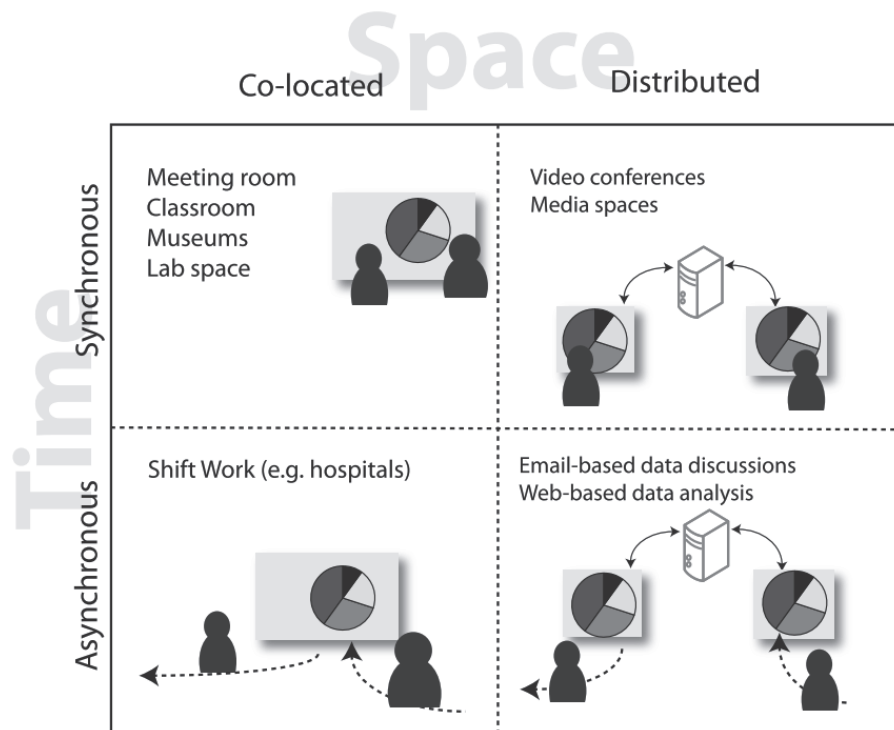 Space
Co-located
Distributed
Time
Synchronous
Meeting room
Classroom
Museums
Lab space
Video conferences
Media spaces
Asynchronous
Shift Work (e.g. hospitals)
Email-based data discussions
Web-based data analysis